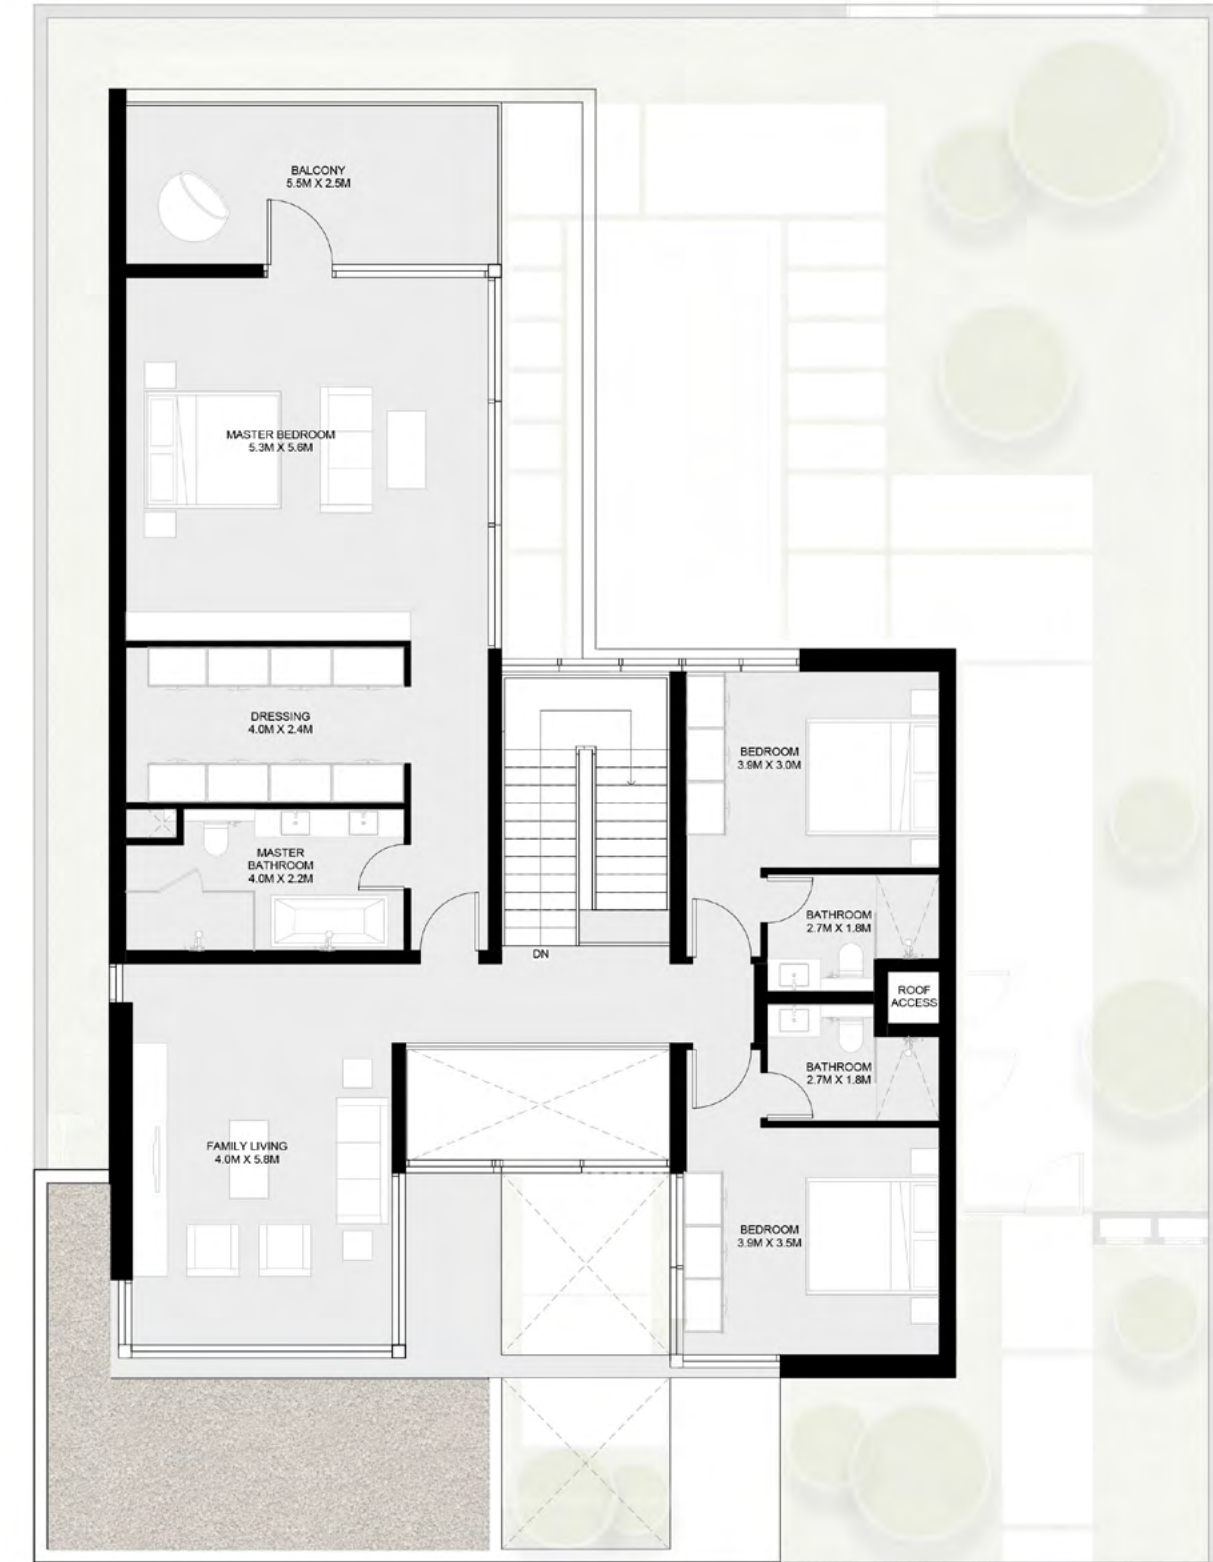 BALCONY
5.5M X 2.5M
MASTER BEDROOM
5.3M X 5.6M
DRESSING
4.0M X 2.4M
BEDROOM
3.9M X 3.0M
MASTER
BATHROOM
4.0M X 2.2M
BATHROOM
2.7M X 1.8M
DN
ROOF
ACCESS
BATHROOM
2.7M X 1.8M
FAMILY LIVING
4.0M X 5.8M
BEDROOM
3.9M X 3.5M